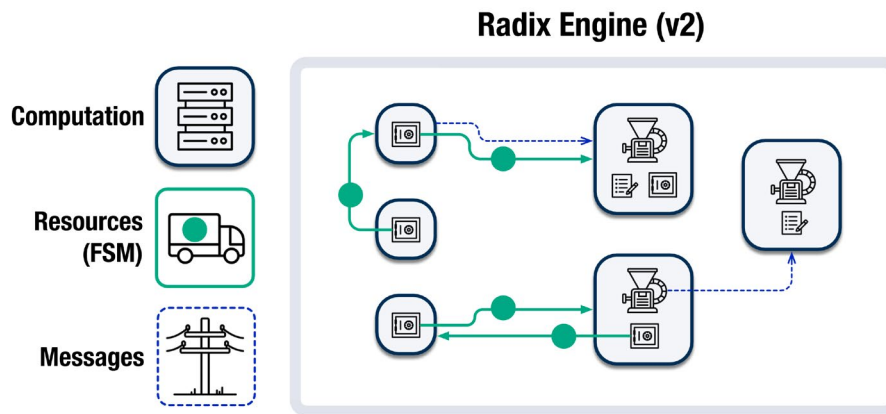 Radix Engine (v2)
Computation
Resources
(FSM)
Messages